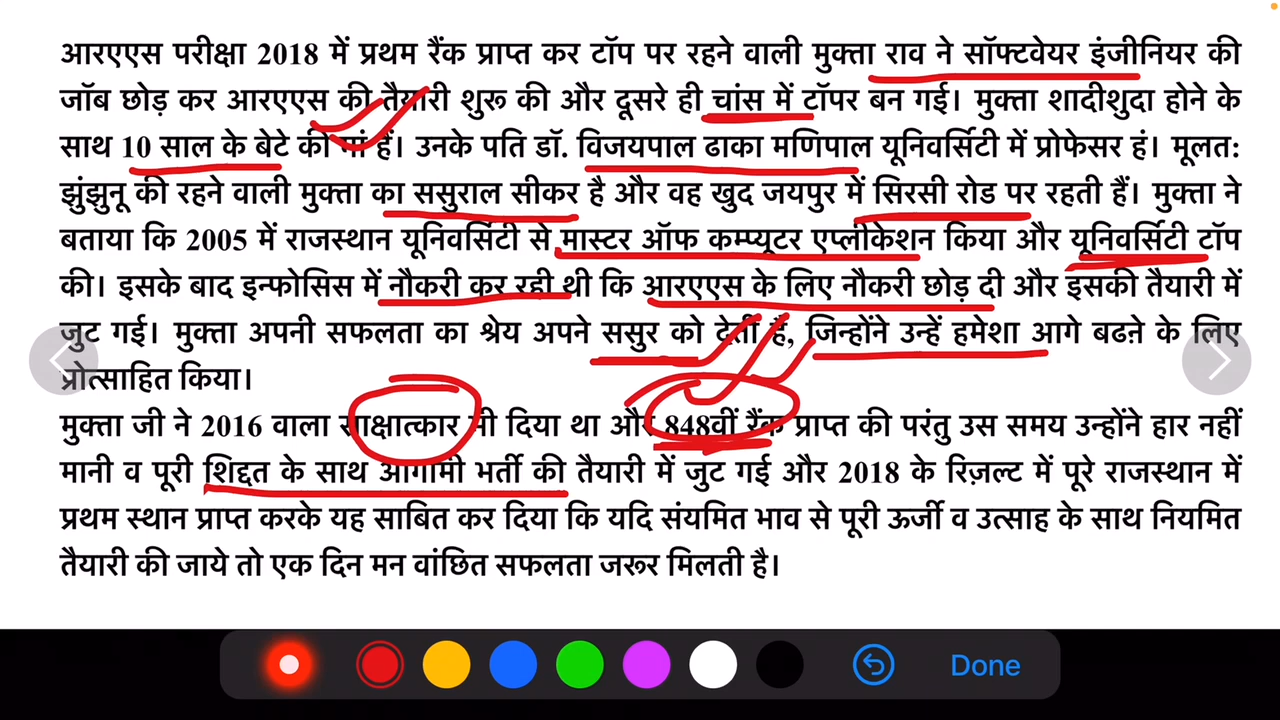 आरएएस परीक्षा 2018 में प्रथम रैंक प्राप्त कर टॉप पर रहने वाली मुक्ता राव ने सॉफ्टवेयर इंजीनियर की
जॉब छोड़ कर आरएएस की तैयारी शुरू की और दूसरे ही चांस में टॉपर बन गई। मुक्ता शादीशुदा होने के
साथ 10 साल के बेटे की मां हैं। उनके पति डॉ. विजयपाल ढाका मणिपाल यूनिवर्सिटी में प्रोफेसर हं। मूलत:
झुंझुनू की रहने वाली मुक्ता का ससुराल सीकर है और वह खुद जयपुर में सिरसी रोड पर रहती हैं। मुक्ता ने
बताया कि 2005 में राजस्थान यूनिवर्सिटी से मास्टर ऑफ कम्प्यूटर एप्लीकेशन किया और यूनिवर्सिटी टॉप
की। इसके बाद इन्फोसिस में नौकरी कर रही थी कि आरएएस के लिए नौकरी छोड़ दी और इसकी तैयारी में
जुट गई। मुक्ता अपनी सफलता का श्रेय अपने ससुर को देती हैं, जिन्होंने उन्हें हमेशा आगे बढऩे के लिए
प्रोत्साहित किया।
मुक्ता जी ने 2016 वाला साक्षात्कार भी दिया था और 848वीं रैंक प्राप्त की परंतु उस समय उन्होंने हार नहीं
मानी व पूरी शिद्दत के साथ आगामी भर्ती की तैयारी में जुट गई और 2018 के रिज़ल्ट में पूरे राजस्थान में
प्रथम स्थान प्राप्त करके यह साबित कर दिया कि यदि संयमित भाव से पूरी ऊर्जी व उत्साह के साथ नियमित
तैयारी की जाये तो एक दिन मन वांछित सफलता जरूर मिलती है।
Done